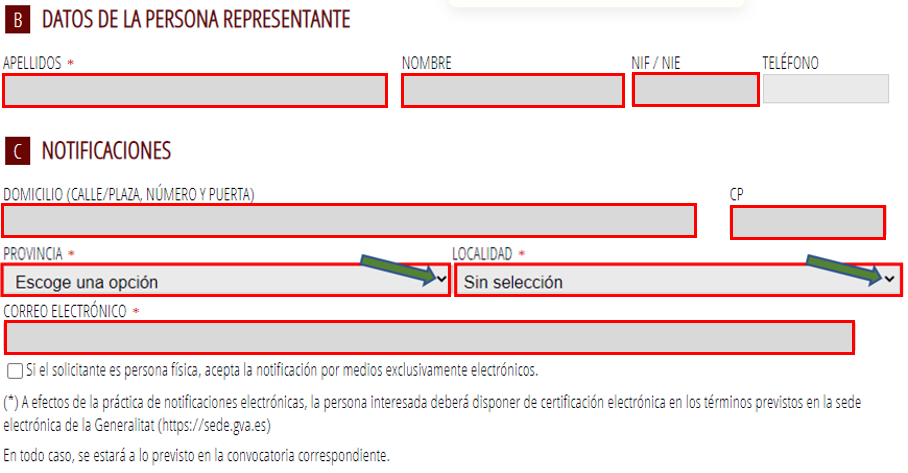 B DATOS DE LA PERSONA REPRESENTANTE
APELLIDOS * NOMBRE NIF / NIE TELÉFONO
C NOTIFICACIONES
DOMICILIO (CALLE/PLAZA, NÚMERO Y PUERTA) CP
PROVINCIA * LOCALIDAD *
Escoge una opción Sin selección
CORREO ELECTRÓNICO *
Si el solicitante es persona física, acepta la notificación por medios exclusivamente electrónicos.
(*) A efectos de la práctica de notificaciones electrónicas, la persona interesada deberá disponer de certificación electrónica en los términos previstos en la sede
electrónica de la Generalitat (https://sede.gva.es)
En todo caso, se estará a lo previsto en la convocatoria correspondiente.